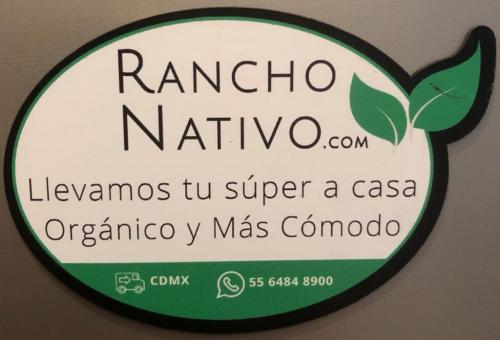 RANCHO
NATIVO.COM
Llevamos tu súper a casa
Orgánico y Más Cómodo
CDMX 55 6484 8900